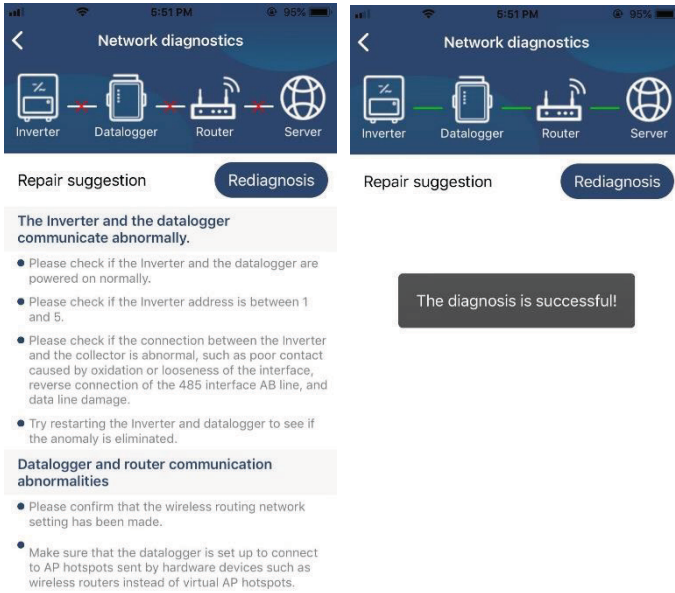 5:51 PM
95%
Network diagnostics
Inverter Datalogger Router Server
Repair suggestion Rediagnosis
The Inverter and the datalogger
communicate abnormally.
Please check if the Inverter and the datalogger are
powered on normally.
Please check if the Inverter address is between 1
and 5.
Please check if the connection between the Inverter
and the collector is abnormal, such as poor contact
caused by oxidation or looseness of the interface,
reverse connection of the 485 interface AB line, and
data line damage.
Try restarting the Inverter and datalogger to see if
the anomaly is eliminated.
Datalogger and router communication
abnormalities
Please confirm that the wireless routing network
setting has been made.
Make sure that the datalogger is set up to connect
to AP hotspots sent by hardware devices such as
wireless routers instead of virtual AP hotspots.
5:51 PM
95%
Network diagnostics
Inverter Datalogger Router Server
Repair suggestion Rediagnosis
The diagnosis is successful!